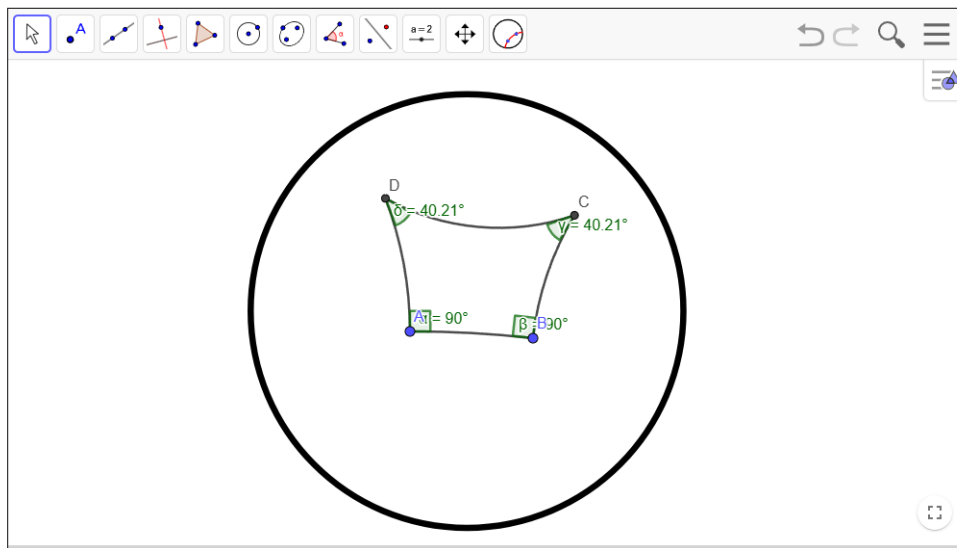 A
α
a = 2
D
C
δ = 40.21°
γ = 40.21°
A
= 90°
β = 90°
B